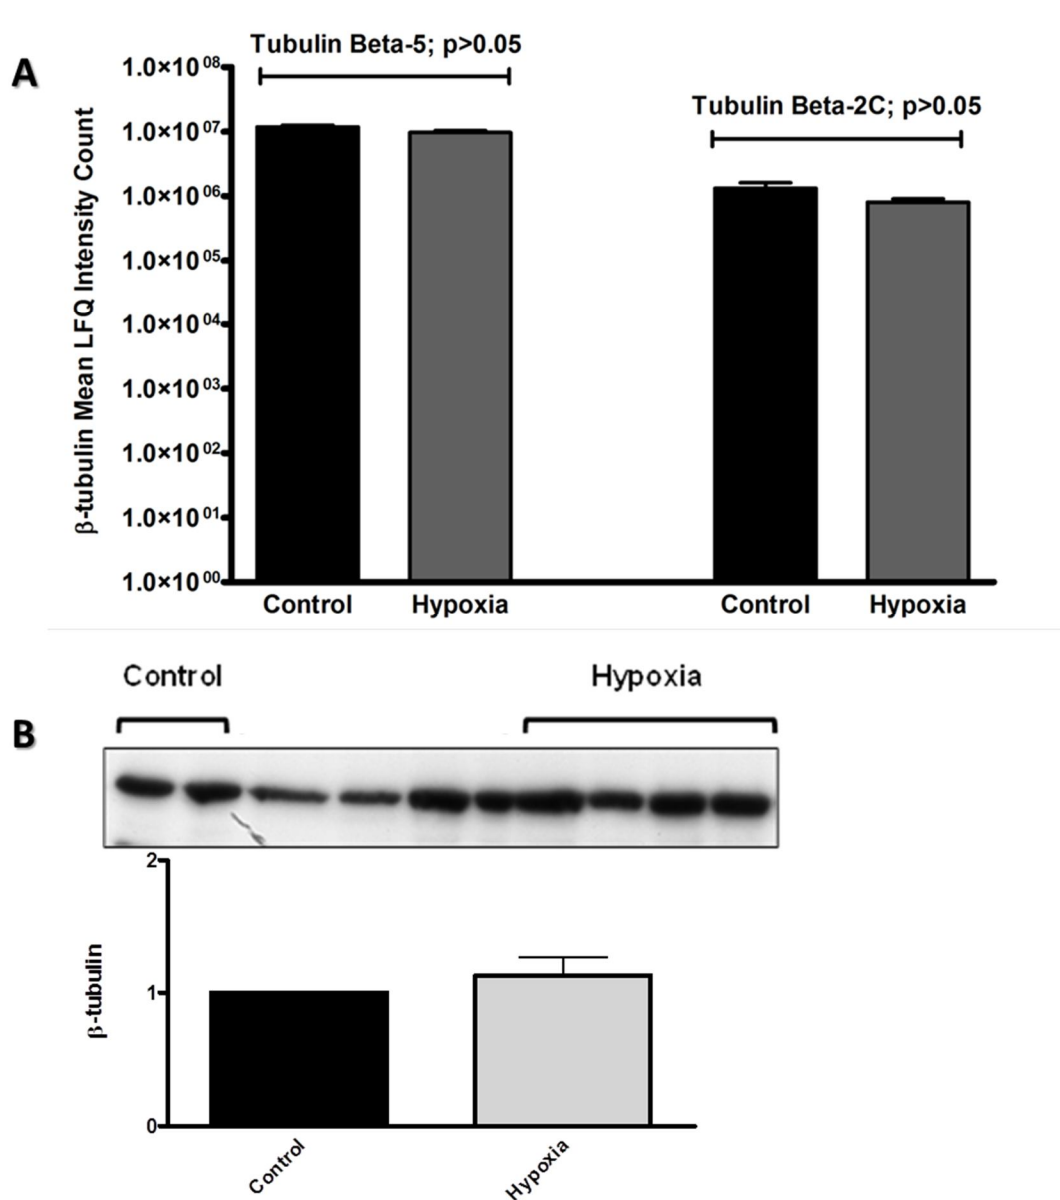 A
Tubulin Beta-5; p>0.05
Tubulin Beta-2C; p>0.05
β-tubulin Mean LFQ Intensity Count
1.0×10⁰⁸
1.0×10⁰⁷
1.0×10⁰⁶
1.0×10⁰⁵
1.0×10⁰⁴
1.0×10⁰³
1.0×10⁰²
1.0×10⁰¹
1.0×10⁰⁰
Control Hypoxia Control Hypoxia
Control Hypoxia
B
β-tubulin
2
1
0
Control Hypoxia